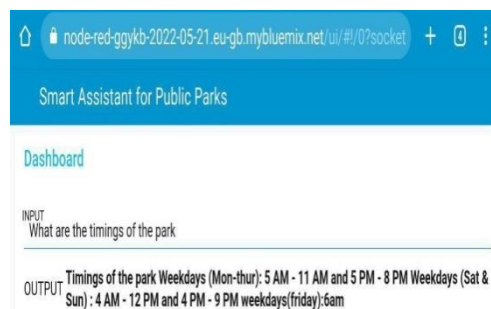 node-red-ggykb-2022-05-21.eu-gb.mybluemix.net/ui/#!/0?socket
4
Smart Assistant for Public Parks
Dashboard
INPUT
What are the timings of the park
OUTPUT Timings of the park Weekdays (Mon-thur): 5 AM - 11 AM and 5 PM - 8 PM Weekdays (Sat &
Sun) : 4 AM - 12 PM and 4 PM - 9 PM weekdays(friday):6am